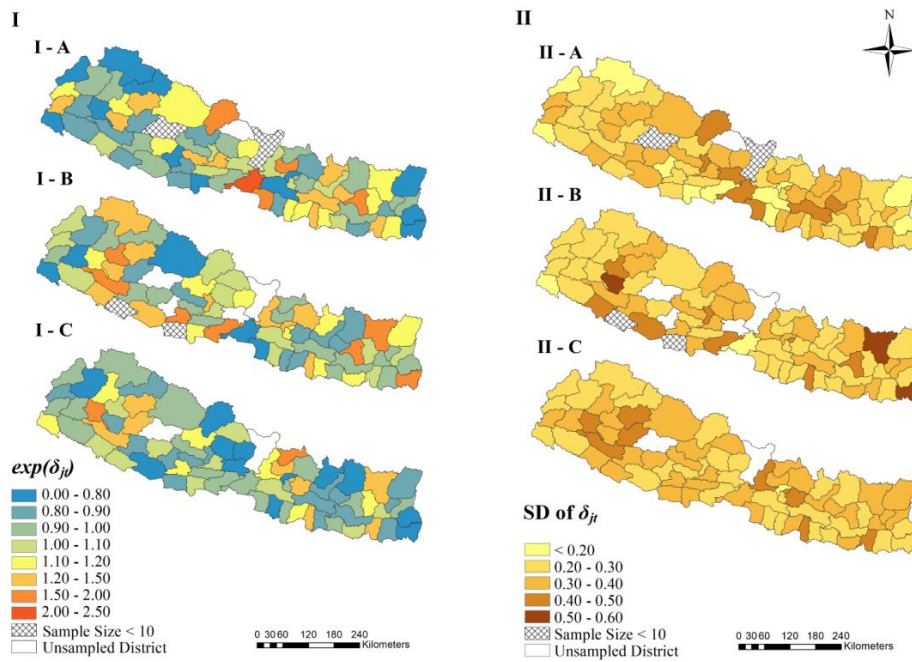 I
I - A
I - B
I - C
exp(δjt)
0.00 - 0.80
0.80 - 0.90
0.90 - 1.00
1.00 - 1.10
1.10 - 1.20
1.20 - 1.50
1.50 - 2.00
2.00 - 2.50
Sample Size < 10
Unsampled District
0 30 60 120 180 240
Kilometers
II
N
II - A
II - B
II - C
SD of δjt
< 0.20
0.20 - 0.30
0.30 - 0.40
0.40 - 0.50
0.50 - 0.60
Sample Size < 10
Unsampled District
0 30 60 120 180 240
Kilometers